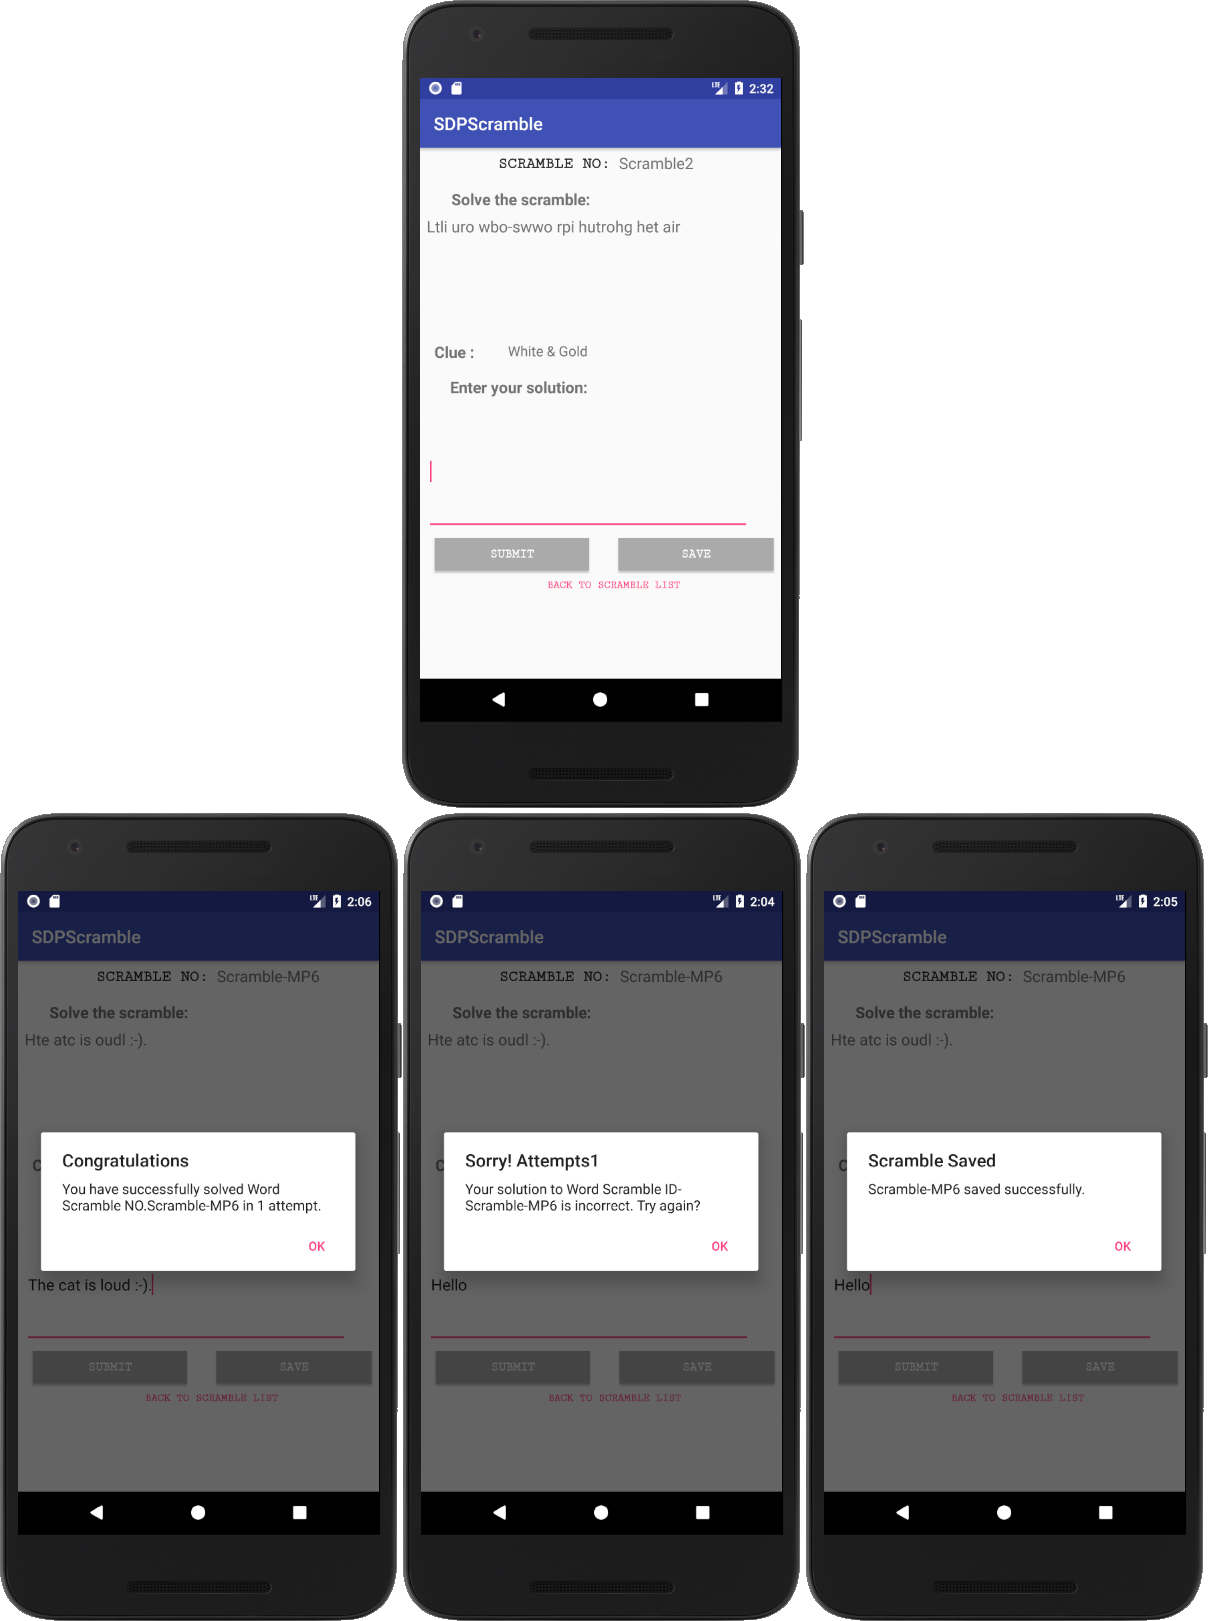 LTE 2:32
SDPScramble
SCRAMBLE NO: Scramble2
Solve the scramble:
Ltli uro wbo-swwo rpi hutrohg het air
Clue : White & Gold
Enter your solution:
SUBMIT SAVE
BACK TO SCRAMBLE LIST
LTE 2:06
SDPScramble
SCRAMBLE NO: Scramble-MP6
Solve the scramble:
Hte atc is oudl :-).
C
Congratulations
You have successfully solved Word
Scramble NO.Scramble-MP6 in 1 attempt.
OK
The cat is loud :-).
SUBMIT SAVE
BACK TO SCRAMBLE LIST
LTE 2:04
SDPScramble
SCRAMBLE NO: Scramble-MP6
Solve the scramble:
Hte atc is oudl :-).
C
Sorry! Attempts1
Your solution to Word Scramble ID-
Scramble-MP6 is incorrect. Try again?
OK
Hello
SUBMIT SAVE
BACK TO SCRAMBLE LIST
LTE 2:05
SDPScramble
SCRAMBLE NO: Scramble-MP6
Solve the scramble:
Hte atc is oudl :-).
C
Scramble Saved
Scramble-MP6 saved successfully.
OK
Hello
SUBMIT SAVE
BACK TO SCRAMBLE LIST